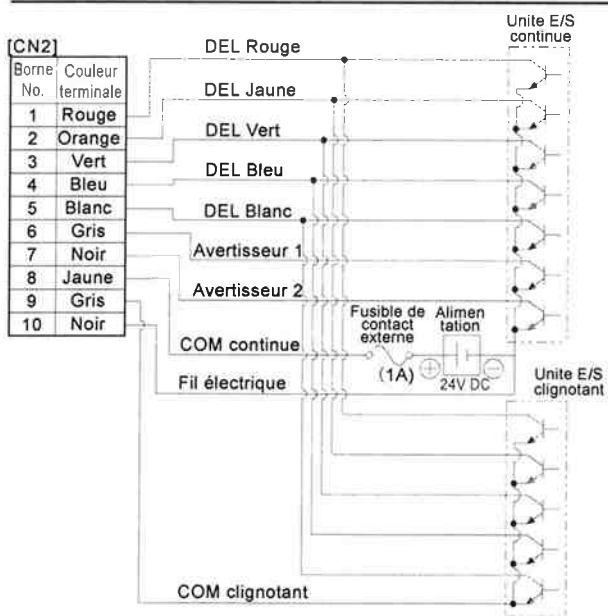 Unite E/S
continue
[CN2]
Borne No. Couleur terminale
1 Rouge
2 Orange
3 Vert
4 Bleu
5 Blanc
6 Gris
7 Noir
8 Jaune
9 Gris
10 Noir
DEL Rouge
DEL Jaune
DEL Vert
DEL Bleu
DEL Blanc
Avertisseur 1
Avertisseur 2
Fusible de
contact
externe
(1A)
Alimen
tation
+ −
24V DC
COM continue
Fil électrique
Unite E/S
clignotant
COM clignotant